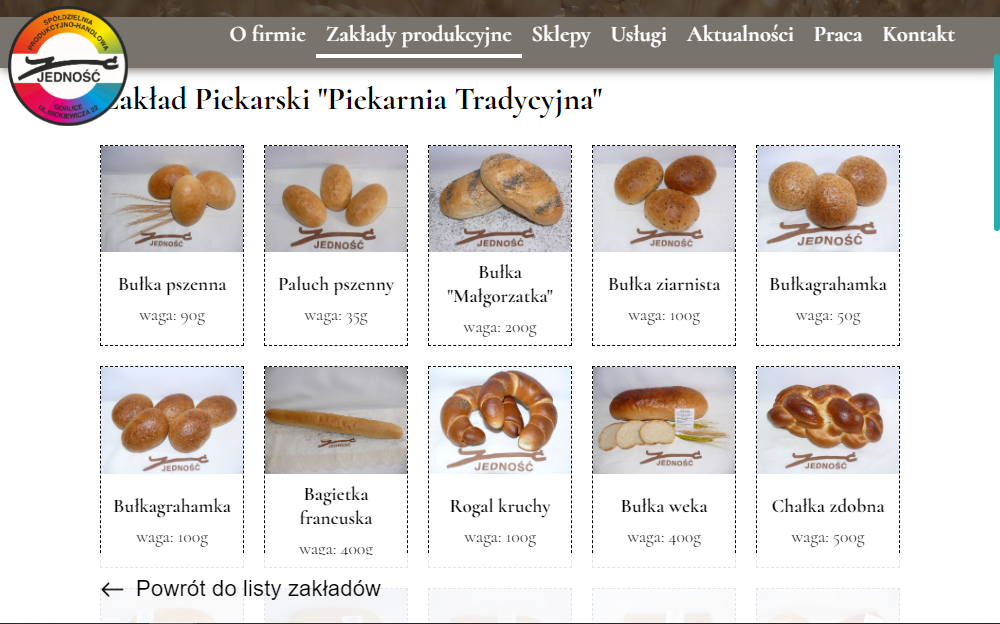 SPÓŁDZIELNIA
PRODUKCYJNO-HANDLOWA
JEDNOŚĆ
GORLICE
UL. MICKIEWICZA 22
O firmie Zakłady produkcyjne Sklepy Usługi Aktualności Praca Kontakt
Zakład Piekarski "Piekarnia Tradycyjna"
JEDNOŚĆ JEDNOŚĆ JEDNOŚĆ JEDNOŚĆ JEDNOŚĆ
Bułka pszenna
waga: 90g
Paluch pszenny
waga: 35g
Bułka
"Małgorzatka"
waga: 200g
Bułka ziarnista
waga: 100g
Bułkagrahamka
waga: 50g
JEDNOŚĆ JEDNOŚĆ JEDNOŚĆ JEDNOŚĆ JEDNOŚĆ
Bułkagrahamka
waga: 100g
Bagietka
francuska
waga: 400g
Rogal kruchy
waga: 100g
Bułka weka
waga: 400g
Chałka zdobna
waga: 500g
← Powrót do listy zakładów